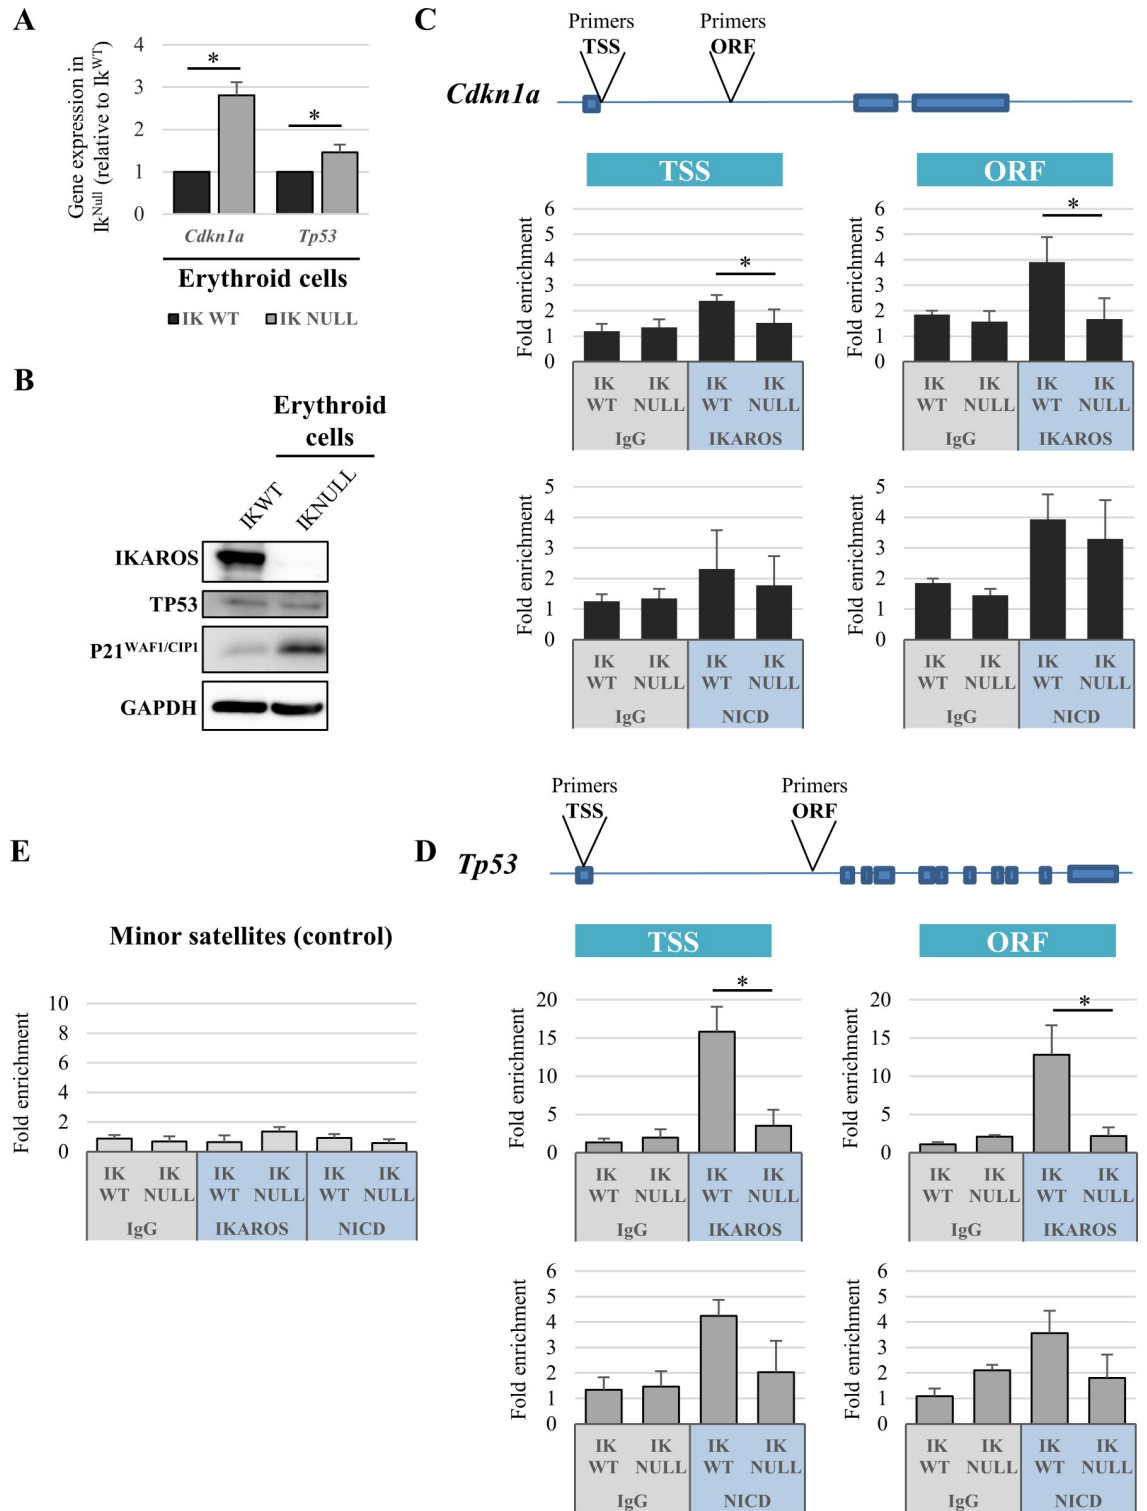 A
Gene expression in
Ik^Null (relative to Ik^WT)
4
3
2
1
1
0
*
*
Cdkn1a
Tp53
Erythroid cells
IK WT
IK NULL
B
Erythroid
cells
IKWT
IKNULL
IKAROS
TP53
P21^WAF1/CIP1
GAPDH
C
Primers
TSS
Primers
ORF
Cdkn1a
TSS
Fold enrichment
6
5
4
3
2
1
0
*
IK WT
IK NULL
IK WT
IK NULL
IgG
IKAROS
ORF
Fold enrichment
6
5
4
3
2
1
0
*
IK WT
IK NULL
IK WT
IK NULL
IgG
IKAROS
Fold enrichment
5
4
3
2
1
0
IK WT
IK NULL
IK WT
IK NULL
IgG
NICD
Fold enrichment
5
4
3
2
1
0
IK WT
IK NULL
IK WT
IK NULL
IgG
NICD
D
Primers
TSS
Primers
ORF
Tp53
TSS
Fold enrichment
20
15
10
5
0
*
IK WT
IK NULL
IK WT
IK NULL
IgG
IKAROS
ORF
Fold enrichment
20
15
10
5
0
*
IK WT
IK NULL
IK WT
IK NULL
IgG
IKAROS
Fold enrichment
6
5
4
3
2
1
0
IK WT
IK NULL
IK WT
IK NULL
IgG
NICD
Fold enrichment
6
5
4
3
2
1
0
IK WT
IK NULL
IK WT
IK NULL
IgG
NICD
E
Minor satellites (control)
Fold enrichment
10
8
6
4
2
0
IK WT
IK NULL
IK WT
IK NULL
IK WT
IK NULL
IgG
IKAROS
NICD